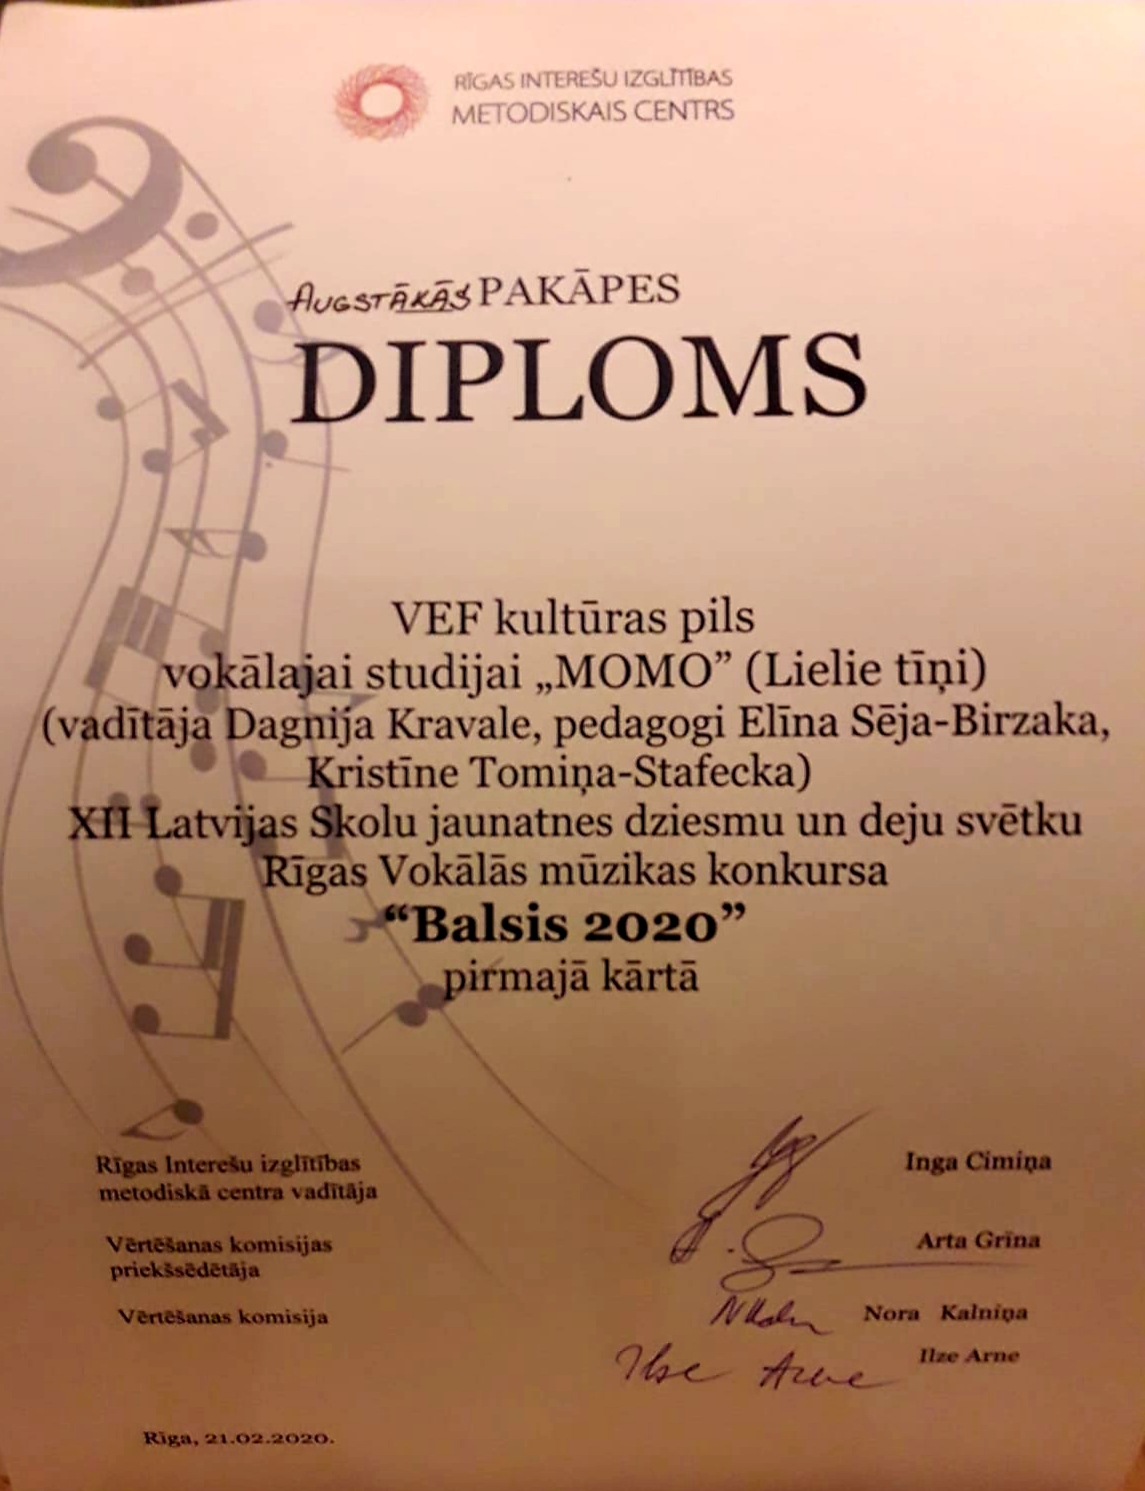 RĪGAS INTEREŠU IZGLĪTĪBAS
METODISKAIS CENTRS
AUGSTĀKĀS PAKĀPES
DIPLOMS
VEF kultūras pils
vokālajai studijai „MOMO” (Lielie tīņi)
(vadītāja Dagnija Kravale, pedagogi Elīna Sēja-Birzaka,
Kristīne Tomiņa-Stafecka)
XII Latvijas Skolu jaunatnes dziesmu un deju svētku
Rīgas Vokālās mūzikas konkursa
“Balsis 2020”
pirmajā kārtā
Rīgas Interešu izglītības
metodiskā centra vadītāja
Inga Cimiņa
Vērtēšanas komisijas
priekšsēdētāja
Arta Grīna
Vērtēšanas komisija
Nora Kalniņa
Ilze Arne
Ilze Arne
Rīga, 21.02.2020.